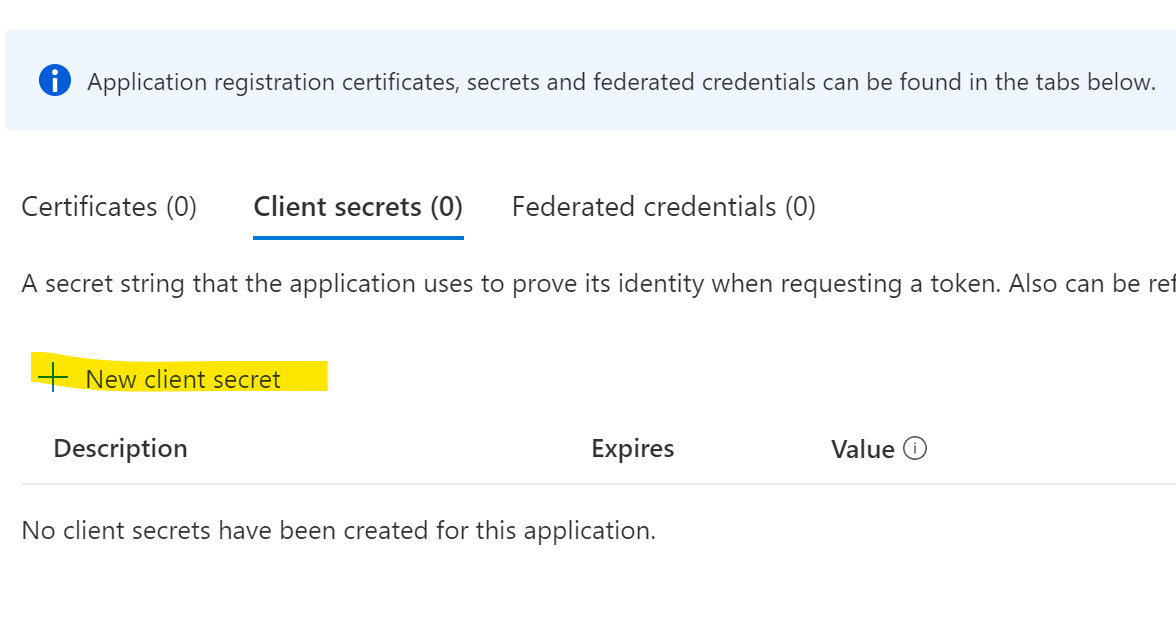 Application registration certificates, secrets and federated credentials can be found in the tabs below.
Certificates (0) Client secrets (0) Federated credentials (0)
A secret string that the application uses to prove its identity when requesting a token. Also can be
New client secret
Description Expires Value
No client secrets have been created for this application.